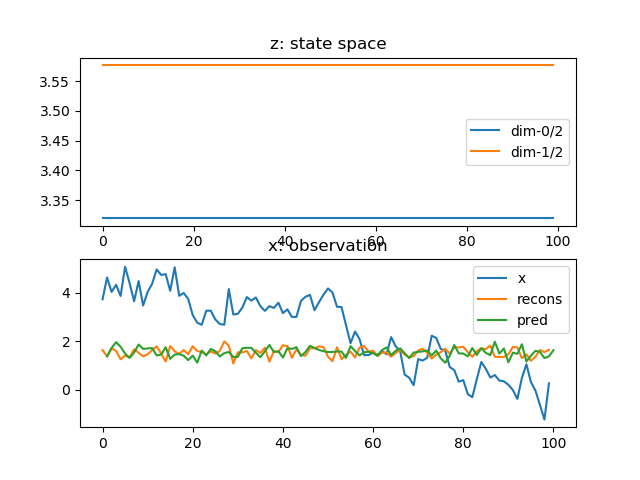 z: state space
3.55
3.50
3.45
3.40
3.35
dim-0/2
dim-1/2
0 20 40 60 80 100
x: observation
4
2
0
x
recons
pred
0 20 40 60 80 100